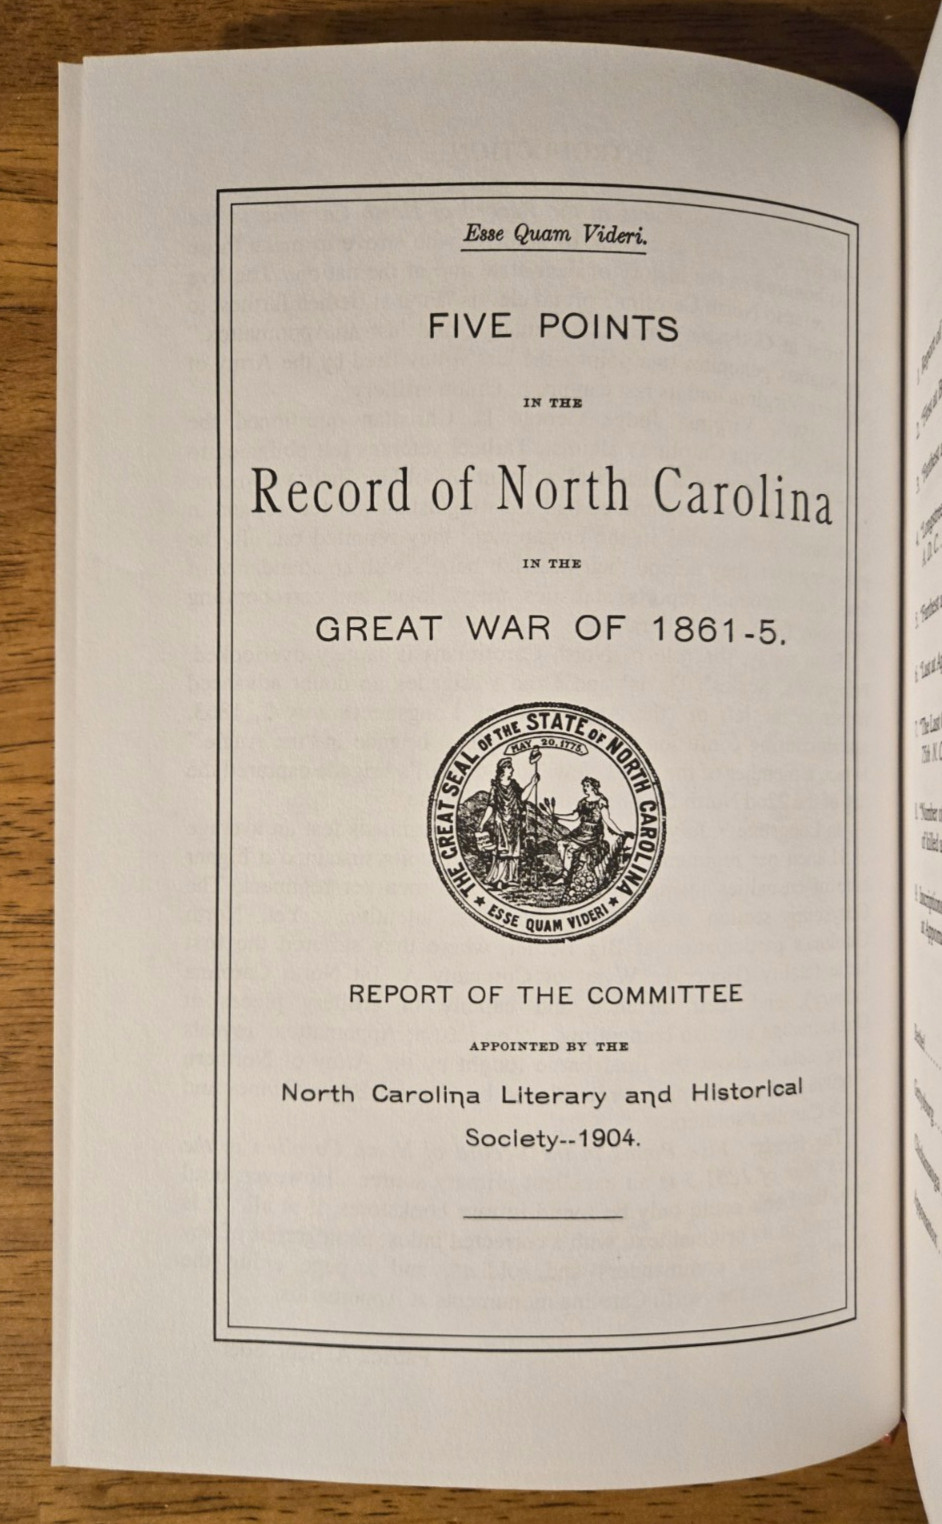 Esse Quam Videri.
FIVE POINTS
IN THE
Record of North Carolina
IN THE
GREAT WAR OF 1861-5.
THE GREAT SEAL OF THE STATE OF NORTH CAROLINA
MAY 20, 1775.
★ ESSE QUAM VIDERI ★
REPORT OF THE COMMITTEE
APPOINTED BY THE
North Carolina Literary and Historical
Society--1904.